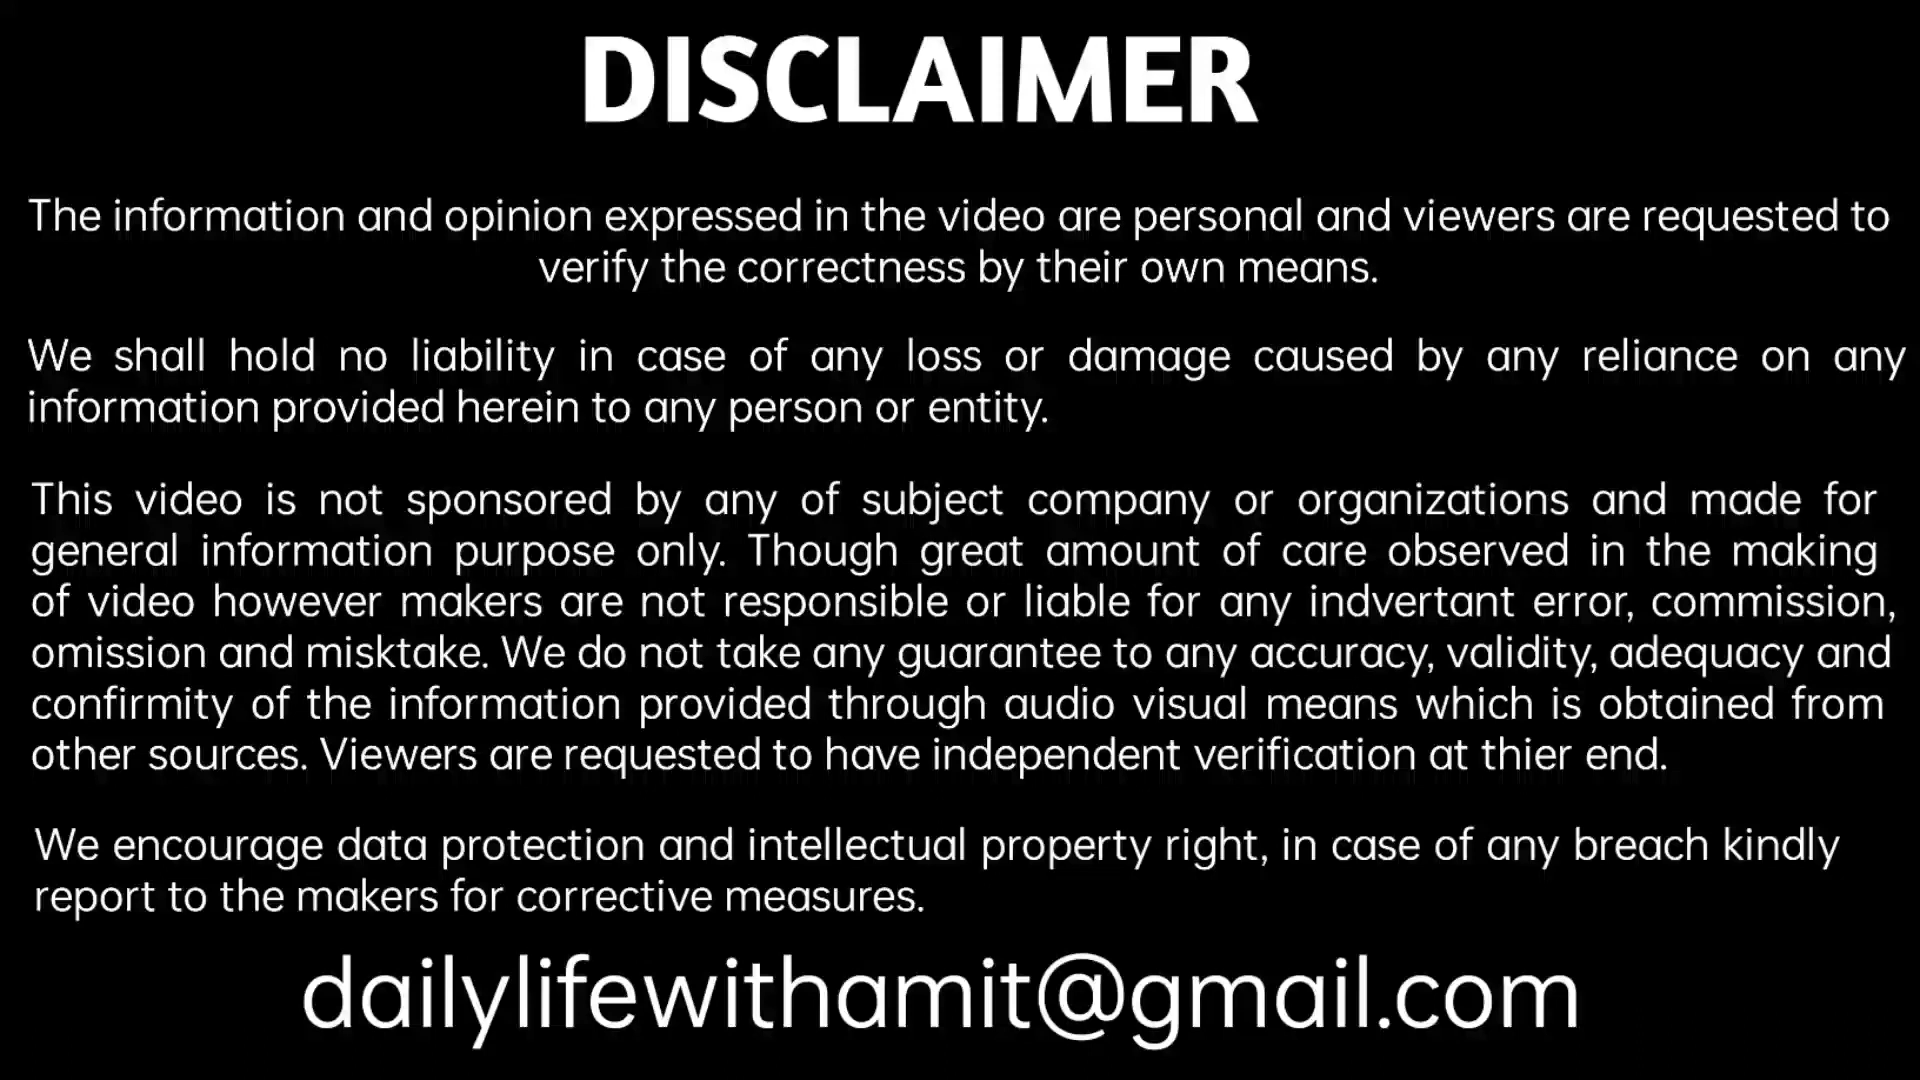 DISCLAIMER
The information and opinion expressed in the video are personal and viewers are requested to
verify the correctness by their own means.
We shall hold no liability in case of any loss or damage caused by any reliance on any
information provided herein to any person or entity.
This video is not sponsored by any of subject company or organizations and made for
general information purpose only. Though great amount of care observed in the making
of video however makers are not responsible or liable for any indvertant error, commission,
omission and misktake. We do not take any guarantee to any accuracy, validity, adequacy and
confirmity of the information provided through audio visual means which is obtained from
other sources. Viewers are requested to have independent verification at thier end.
We encourage data protection and intellectual property right, in case of any breach kindly
report to the makers for corrective measures.
dailylifewithamit@gmail.com